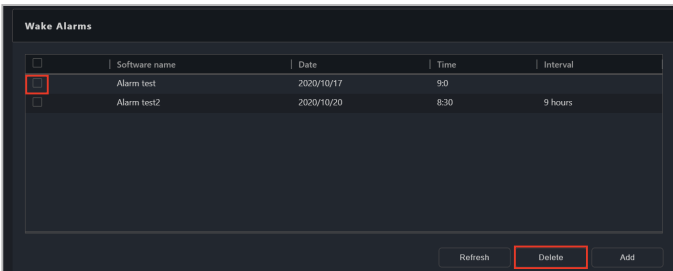 Wake Alarms
Software name Date Time Interval
Alarm test 2020/10/17 9:0
Alarm test2 2020/10/20 8:30 9 hours
Refresh Delete Add